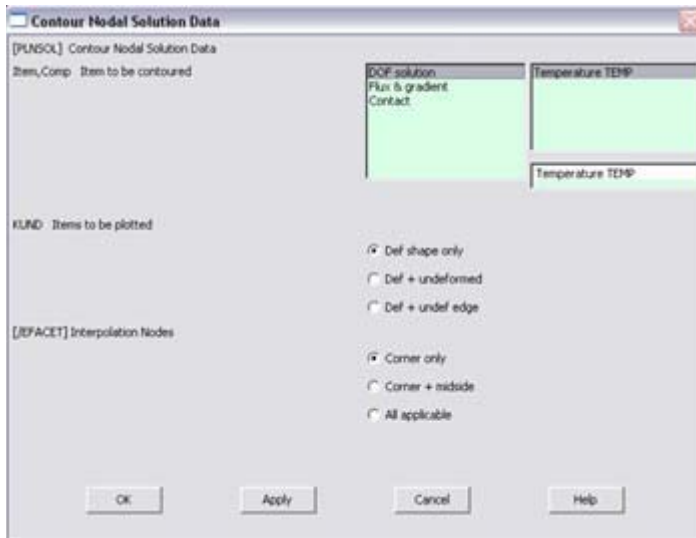 Contour Nodal Solution Data
[PLNSOL] Contour Nodal Solution Data
Item,Comp Item to be contoured
DOF solution
Flux & gradient
Contact
Temperature TEMP
Temperature TEMP
KUND Items to be plotted
Def shape only
Def + undeformed
Def + undef edge
[/EFACET] Interpolation Nodes
Corner only
Corner + midside
All applicable
OK
Apply
Cancel
Help